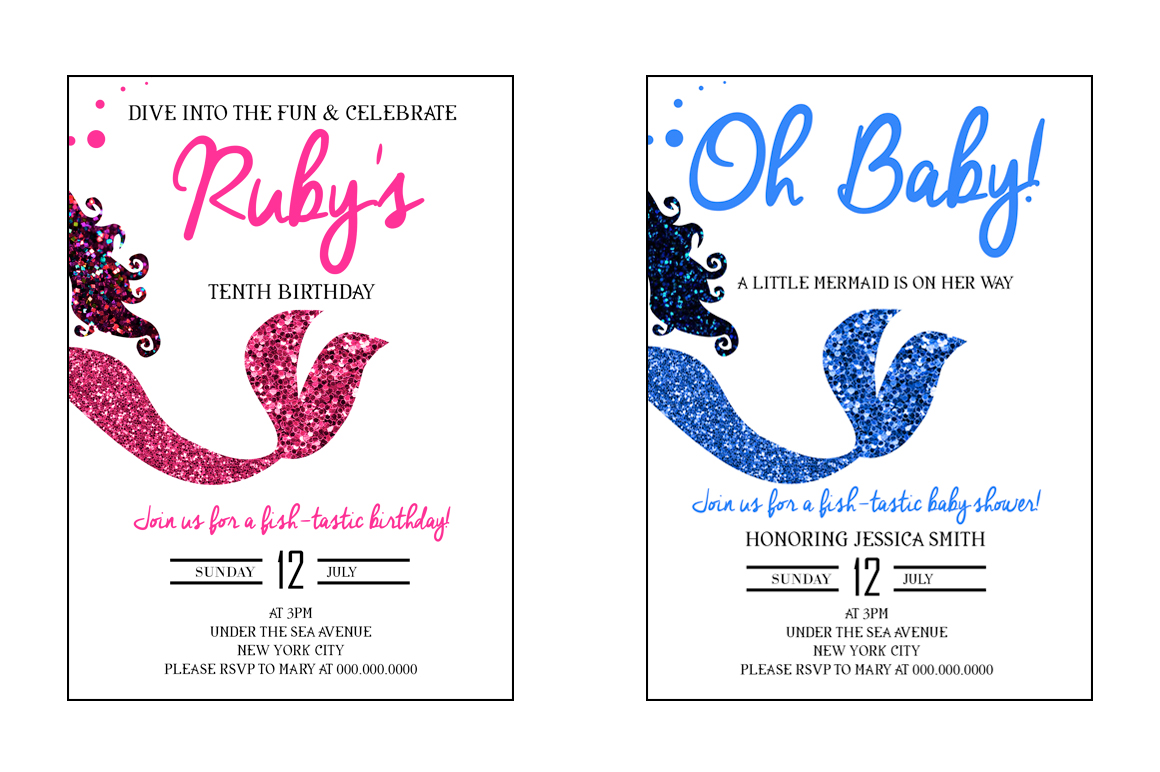 DIVE INTO THE FUN & CELEBRATE
Ruby's
TENTH BIRTHDAY
Join us for a fish-tastic birthday!
SUNDAY 12 JULY
AT 3PM
UNDER THE SEA AVENUE
NEW YORK CITY
PLEASE RSVP TO MARY AT 000.000.0000
Oh Baby!
A LITTLE MERMAID IS ON HER WAY
Join us for a fish-tastic baby shower!
HONORING JESSICA SMITH
SUNDAY 12 JULY
AT 3PM
UNDER THE SEA AVENUE
NEW YORK CITY
PLEASE RSVP TO MARY AT 000.000.0000